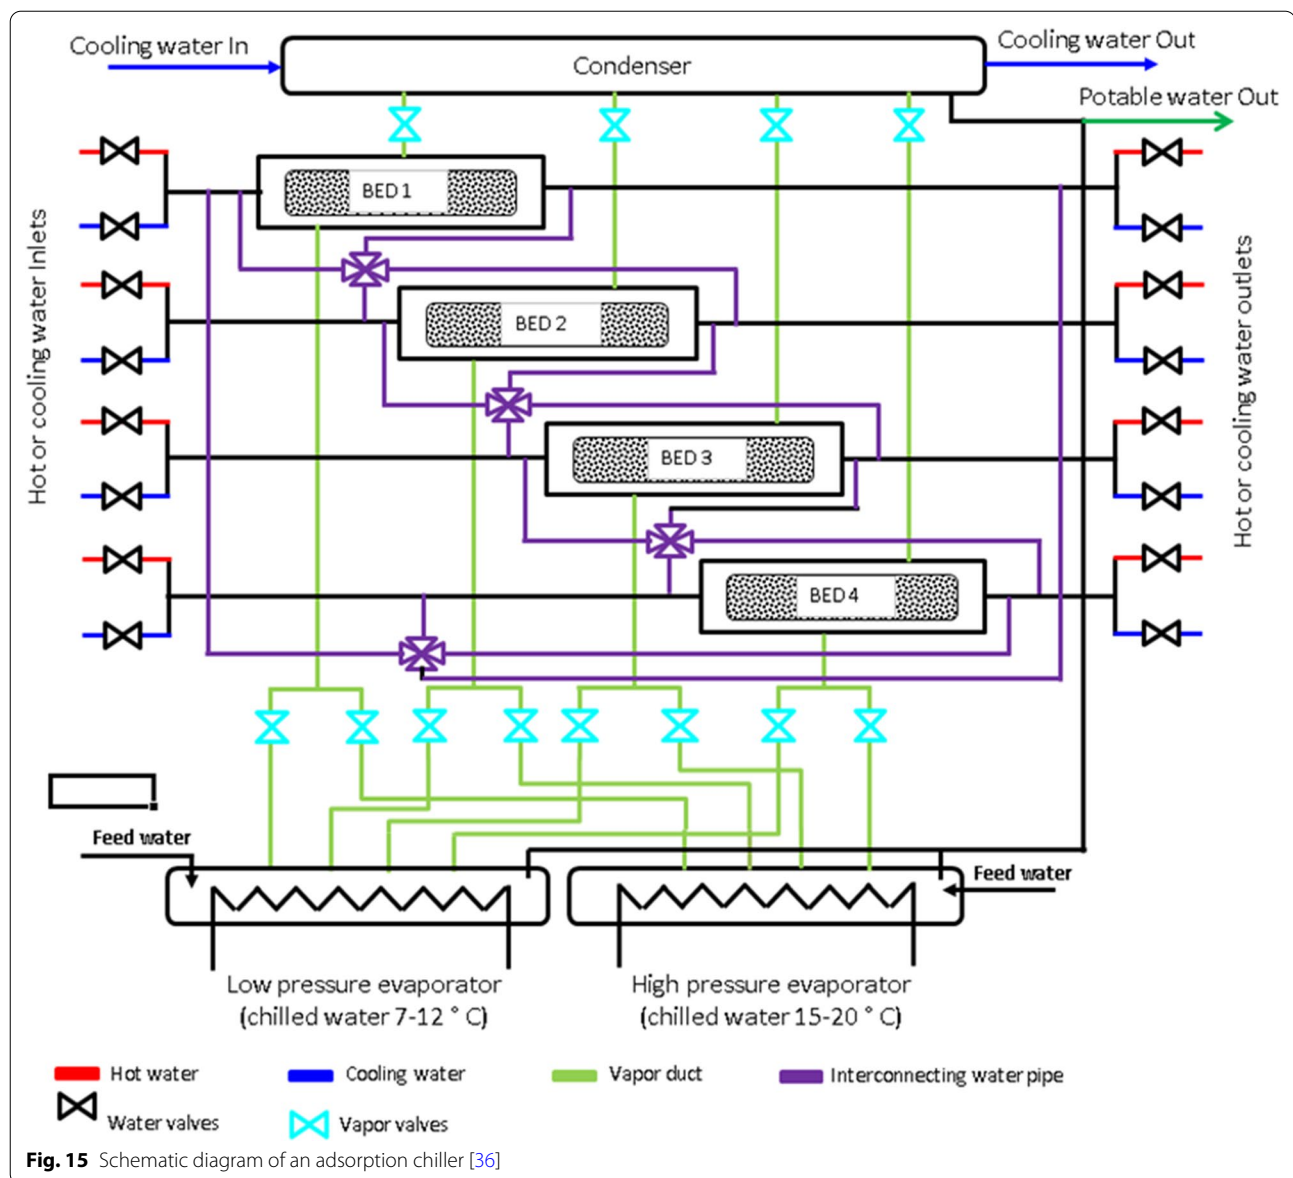 Cooling water In
Condenser
Cooling water Out
Potable water Out
Hot or cooling water Inlets
BED 1
BED 2
BED 3
BED 4
Hot or cooling water outlets
Feed water
Feed water
Low pressure evaporator
(chilled water 7-12 ° C)
High pressure evaporator
(chilled water 15-20 ° C)
Hot water
Cooling water
Vapor duct
Interconnecting water pipe
Water valves
Vapor valves
Fig. 15 Schematic diagram of an adsorption chiller [36]